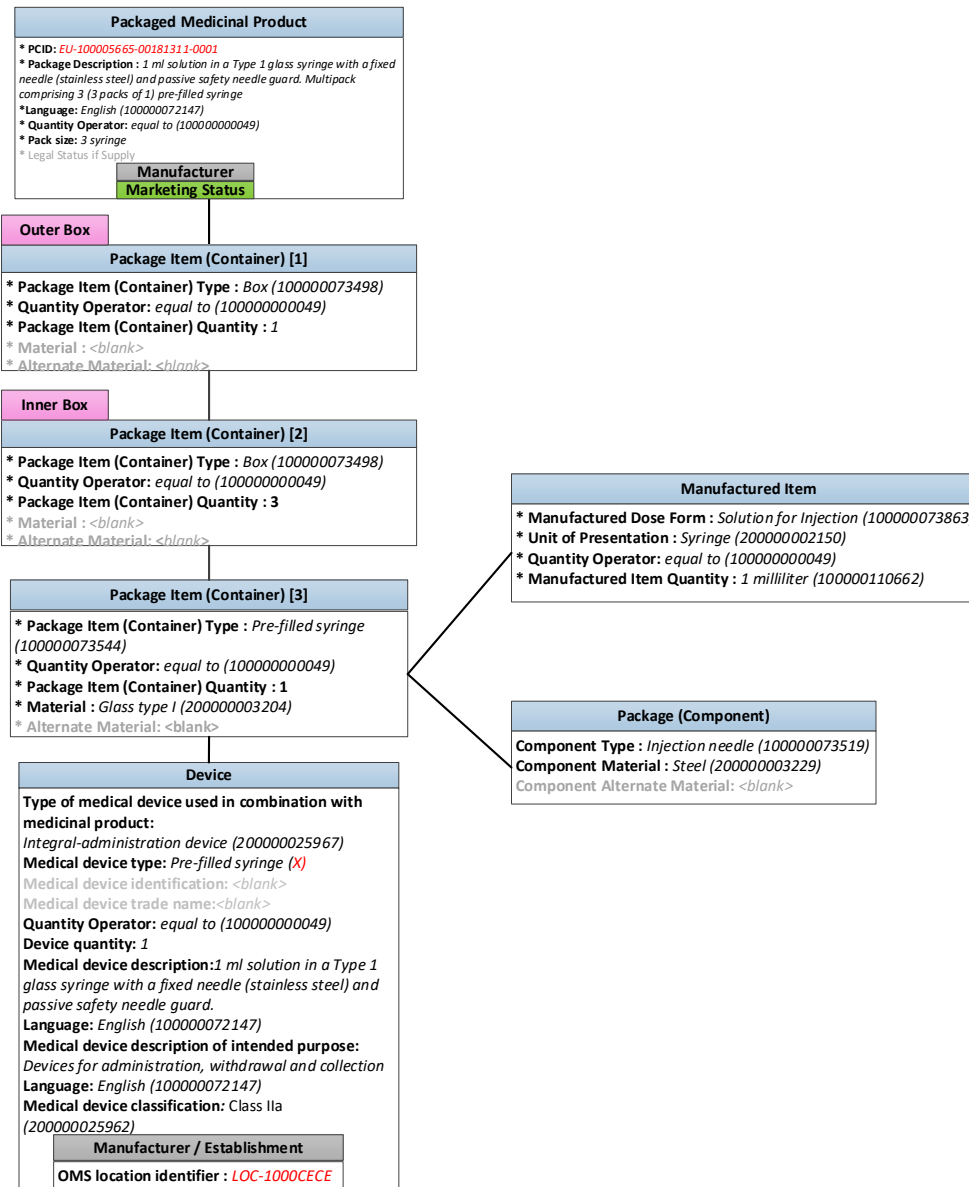 Packaged Medicinal Product
* PCID: EU-100005665-00181311-0001
* Package Description : 1 ml solution in a Type 1 glass syringe with a fixed
needle (stainless steel) and passive safety needle guard. Multipack
comprising 3 (3 packs of 1) pre-filled syringe
*Language: English (100000072147)
* Quantity Operator: equal to (100000000049)
* Pack size: 3 syringe
* Legal Status if Supply
Manufacturer
Marketing Status
Outer Box
Package Item (Container) [1]
* Package Item (Container) Type : Box (100000073498)
* Quantity Operator: equal to (100000000049)
* Package Item (Container) Quantity : 1
* Material : <blank>
* Alternate Material: <blank>
Inner Box
Package Item (Container) [2]
* Package Item (Container) Type : Box (100000073498)
* Quantity Operator: equal to (100000000049)
* Package Item (Container) Quantity : 3
* Material : <blank>
* Alternate Material: <blank>
Manufactured Item
* Manufactured Dose Form : Solution for Injection (100000073863
* Unit of Presentation : Syringe (200000002150)
* Quantity Operator: equal to (100000000049)
* Manufactured Item Quantity : 1 milliliter (100000110662)
Package Item (Container) [3]
* Package Item (Container) Type : Pre-filled syringe
(100000073544)
* Quantity Operator: equal to (100000000049)
* Package Item (Container) Quantity : 1
* Material : Glass type I (200000003204)
* Alternate Material: <blank>
Package (Component)
Component Type : Injection needle (100000073519)
Component Material : Steel (200000003229)
Component Alternate Material: <blank>
Device
Type of medical device used in combination with
medicinal product:
Integral-administration device (200000025967)
Medical device type: Pre-filled syringe (X)
Medical device identification: <blank>
Medical device trade name:<blank>
Quantity Operator: equal to (100000000049)
Device quantity: 1
Medical device description:1 ml solution in a Type 1
glass syringe with a fixed needle (stainless steel) and
passive safety needle guard.
Language: English (100000072147)
Medical device description of intended purpose:
Devices for administration, withdrawal and collection
Language: English (100000072147)
Medical device classification: Class IIa
(200000025962)
Manufacturer / Establishment
OMS location identifier : LOC-1000CECE